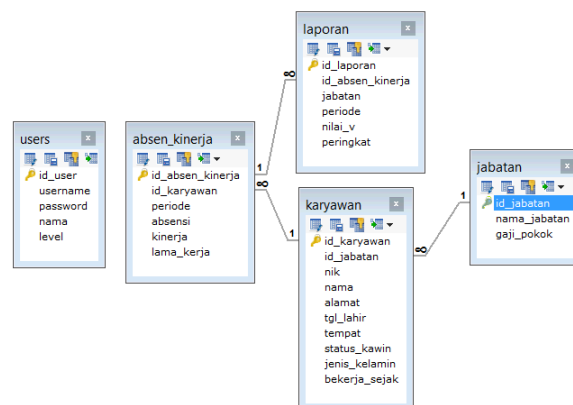 users
id_user
username
password
nama
level
absen_kinerja
id_absen_kinerja
id_karyawan
periode
absensi
kinerja
lama_kerja
laporan
id_laporan
id_absen_kinerja
jabatan
periode
nilai_v
peringkat
karyawan
id_karyawan
id_jabatan
nik
nama
alamat
tgl_lahir
tempat
status_kawin
jenis_kelamin
bekerja_sejak
jabatan
id_jabatan
nama_jabatan
gaji_pokok
1
∞
∞
1
∞
1